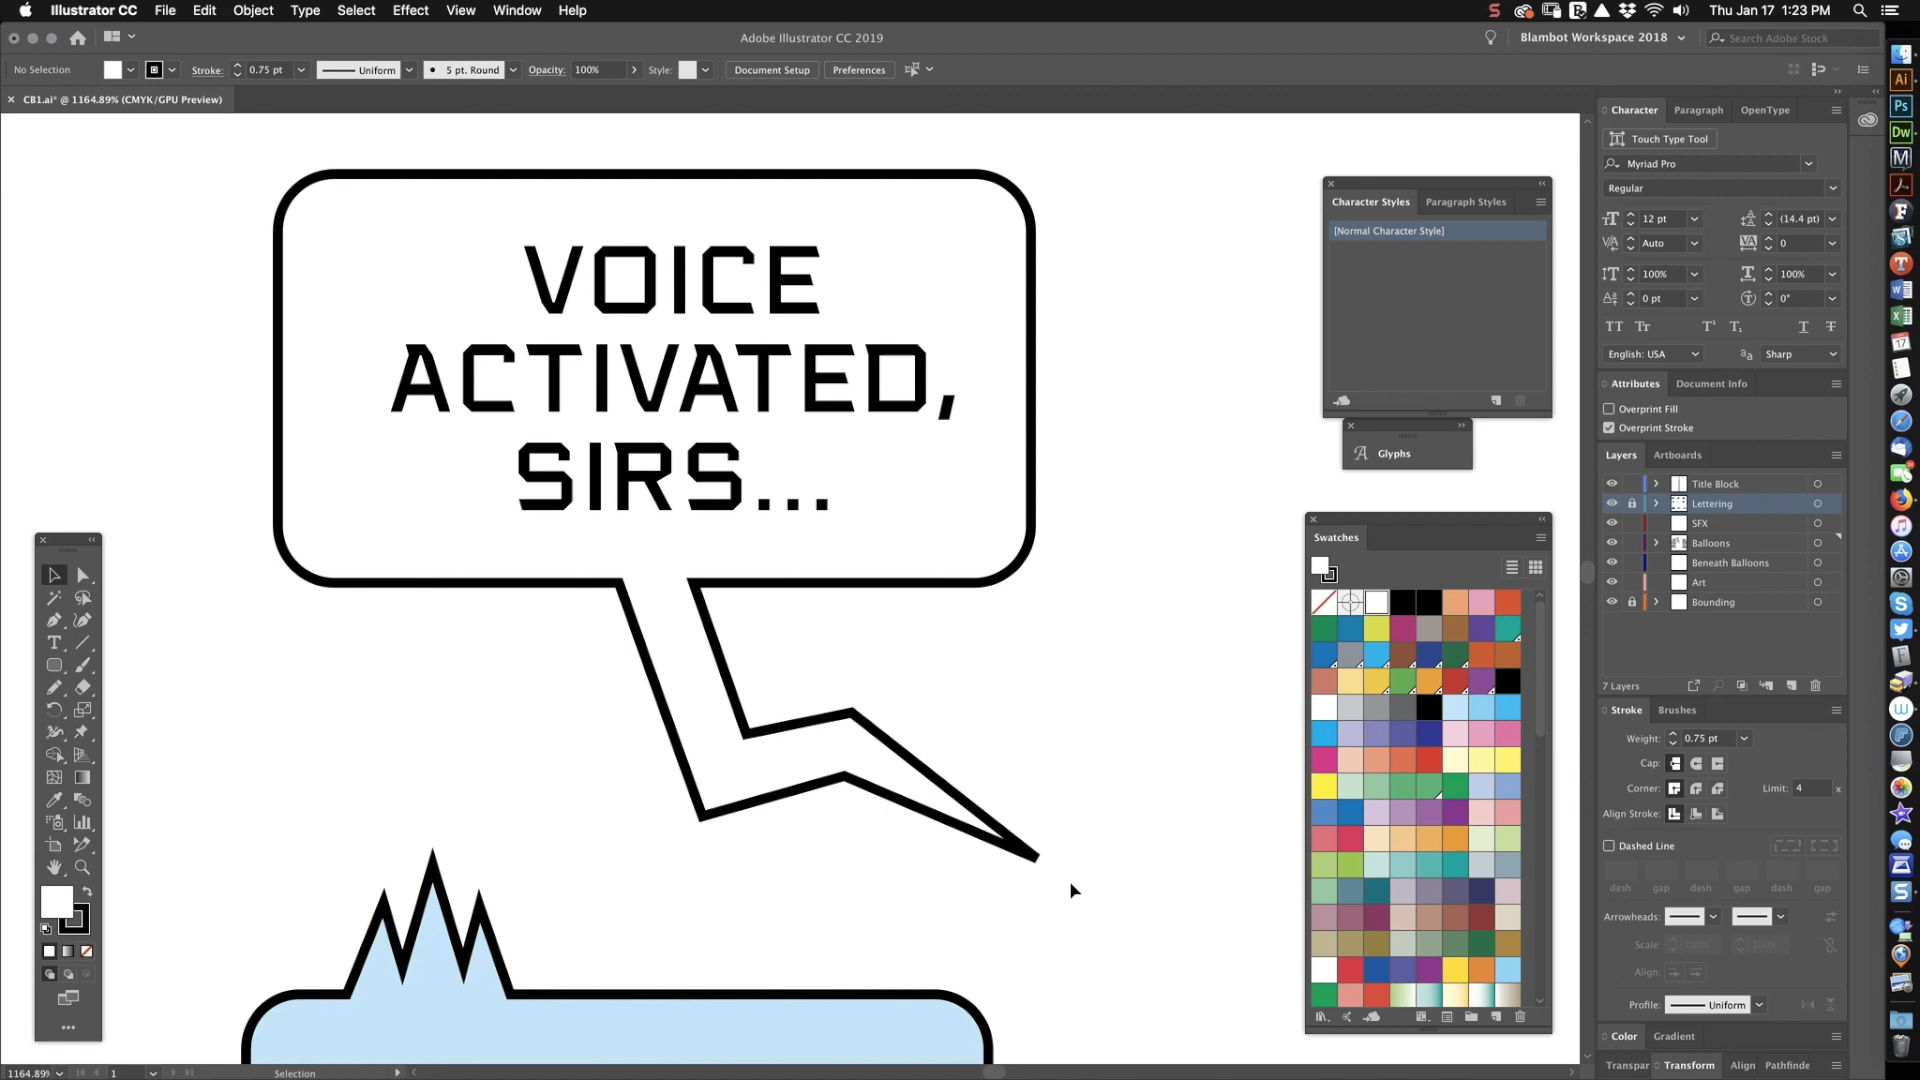 Illustrator CC File Edit Object Type Select Effect View Window Help
Thu Jan 17 1:23 PM
Adobe Illustrator CC 2019
Blambot Workspace 2018
Search Adobe Stock
No Selection
Stroke: 0.75 pt
Uniform
5 pt. Round
Opacity: 100%
Style:
Document Setup
Preferences
CB1.ai* @ 1164.89% (CMYK/GPU Preview)
VOICE
ACTIVATED,
SIRS...
Character Styles Paragraph Styles
[Normal Character Style]
Glyphs
Swatches
Character Paragraph OpenType
Touch Type Tool
Myriad Pro
Regular
12 pt (14.4 pt)
Auto 0
100% 100%
0 pt 0°
English: USA
Sharp
Attributes Document Info
Overprint Fill
Overprint Stroke
Layers Artboards
Title Block
Lettering
SFX
Balloons
Beneath Balloons
Art
Bounding
7 Layers
Stroke Brushes
Weight: 0.75 pt
Cap:
Corner: Limit: 4 x
Align Stroke:
Dashed Line
dash gap dash gap dash gap
Arrowheads:
Scale: 100% 100%
Align:
Profile: Uniform
Color Gradient
Transpar Transform Align Pathfinde
1164.899 1 Selection